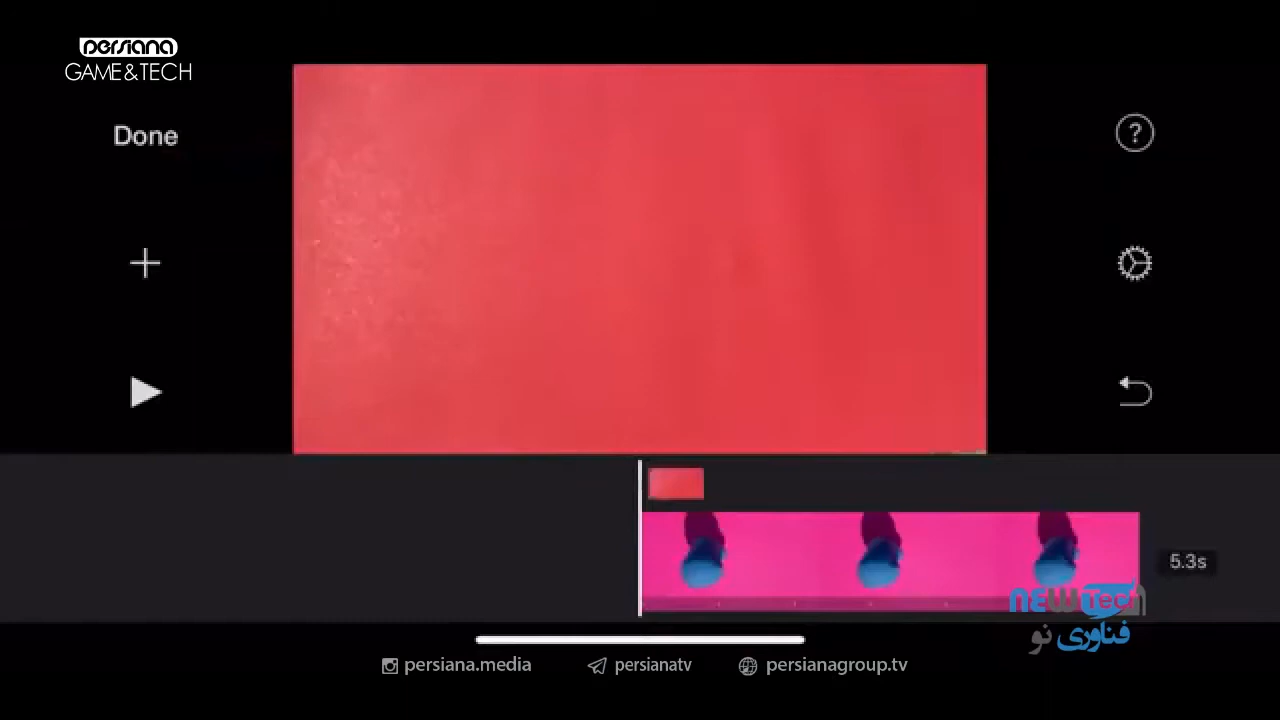 persiana
GAME&TECH
Done
?
5.3s
NEW Tech
فناوری نو
persiana.media
persianatv
persianagroup.tv